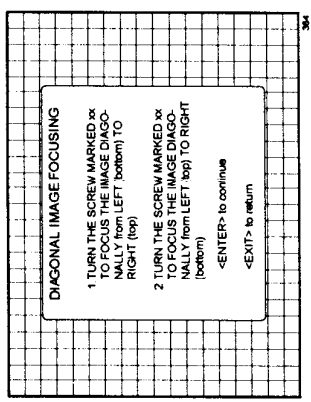 DIAGONAL IMAGE FOCUSING
1. TURN THE SCREW MARKED xx
TO FOCUS THE IMAGE DIAGO-
NALLY from LEFT (bottom) TO
RIGHT (top)
2 TURN THE SCREW MARKED xx
TO FOCUS THE IMAGE DIAGO-
NALLY from LEFT (top) TO RIGHT
(bottom)
<ENTER> to continue
<EXIT> to return
364